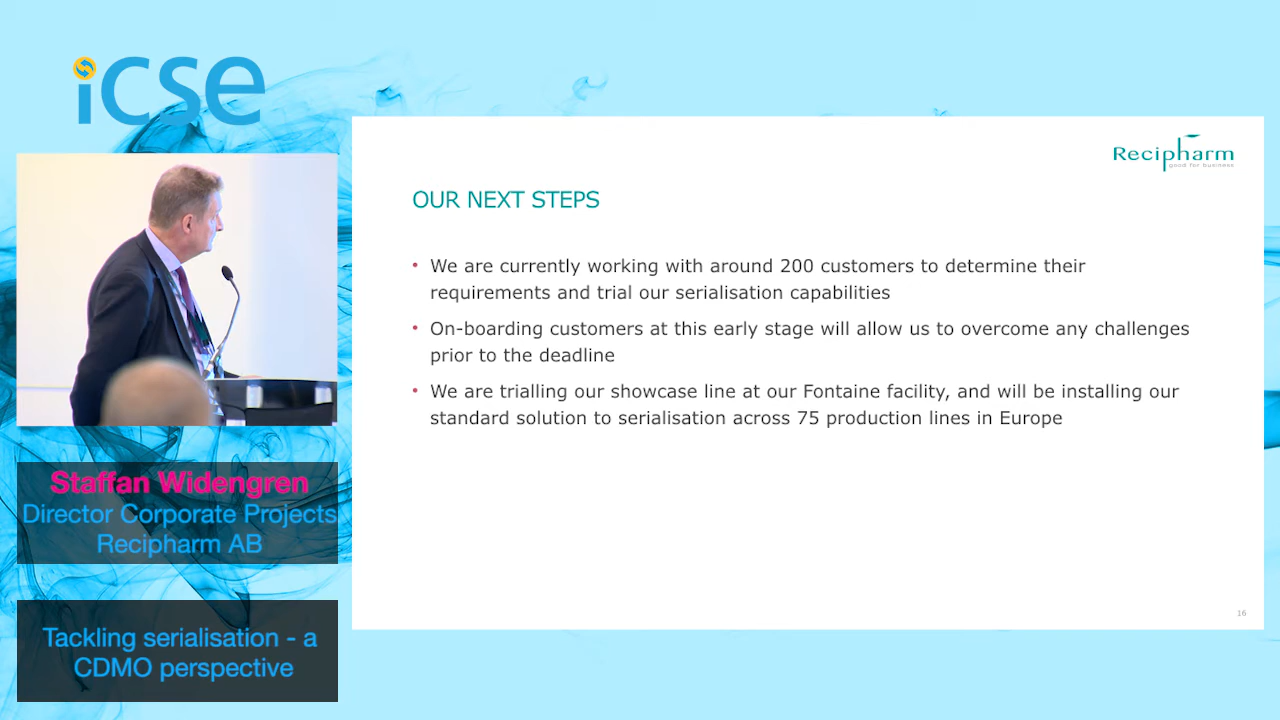 icse
Recipharm
good for business
OUR NEXT STEPS
• We are currently working with around 200 customers to determine their
requirements and trial our serialisation capabilities
• On-boarding customers at this early stage will allow us to overcome any challenges
prior to the deadline
• We are trialling our showcase line at our Fontaine facility, and will be installing our
standard solution to serialisation across 75 production lines in Europe
16
Staffan Widengren
Director Corporate Projects
Recipharm AB
Tackling serialisation - a
CDMO perspective